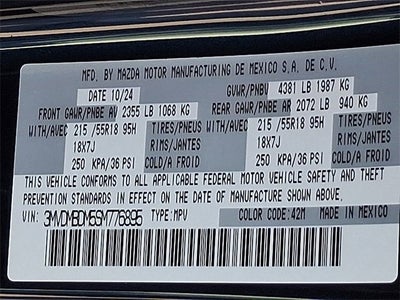 MFD. BY MAZDA MOTOR MANUFACTURING DE MEXICO S.A. DE C.V.
DATE 10/24 GVWR/PNBV 4381 LB 1987 KG
FRONT GAWR/PNBE AV 2355 LB 1068 KG REAR GAWR/PNBE AR 2072 LB 940 KG
WITH/AVEC 215 /55R18 95H TIRES/PNEUS WITH/AVEC 215 /55R18 95H TIRES/PNEUS
18X7J RIMS/JANTES 18X7J RIMS/JANTES
250 KPA/36 PSI COLD/A FROID 250 KPA/36 PSI COLD/A FROID
THIS VEHICLE CONFORMS TO ALL APPLICABLE FEDERAL MOTOR VEHICLE SAFETY AND THEFT
PREVENTION STANDARDS IN EFFECT ON THE DATE OF MANUFACTURE SHOWN ABOVE.
VIN: 3MVDMBDM5SM776895 TYPE:MPV COLOR CODE:42M MADE IN MEXICO